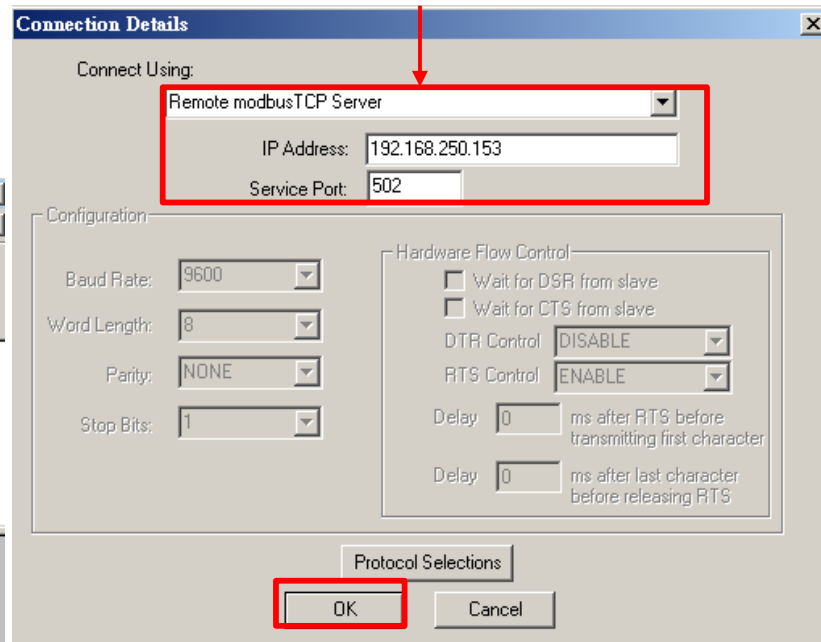 Connection Details
Connect Using:
Remote modbusTCP Server
IP Address: 192.168.250.153
Service Port: 502
Configuration
Baud Rate: 9600
Word Length: 8
Parity: NONE
Stop Bits: 1
Hardware Flow Control
Wait for DSR from slave
Wait for CTS from slave
DTR Control DISABLE
RTS Control ENABLE
Delay 0 ms after RTS before
transmitting first character
Delay 0 ms after last character
before releasing RTS
Protocol Selections
OK Cancel